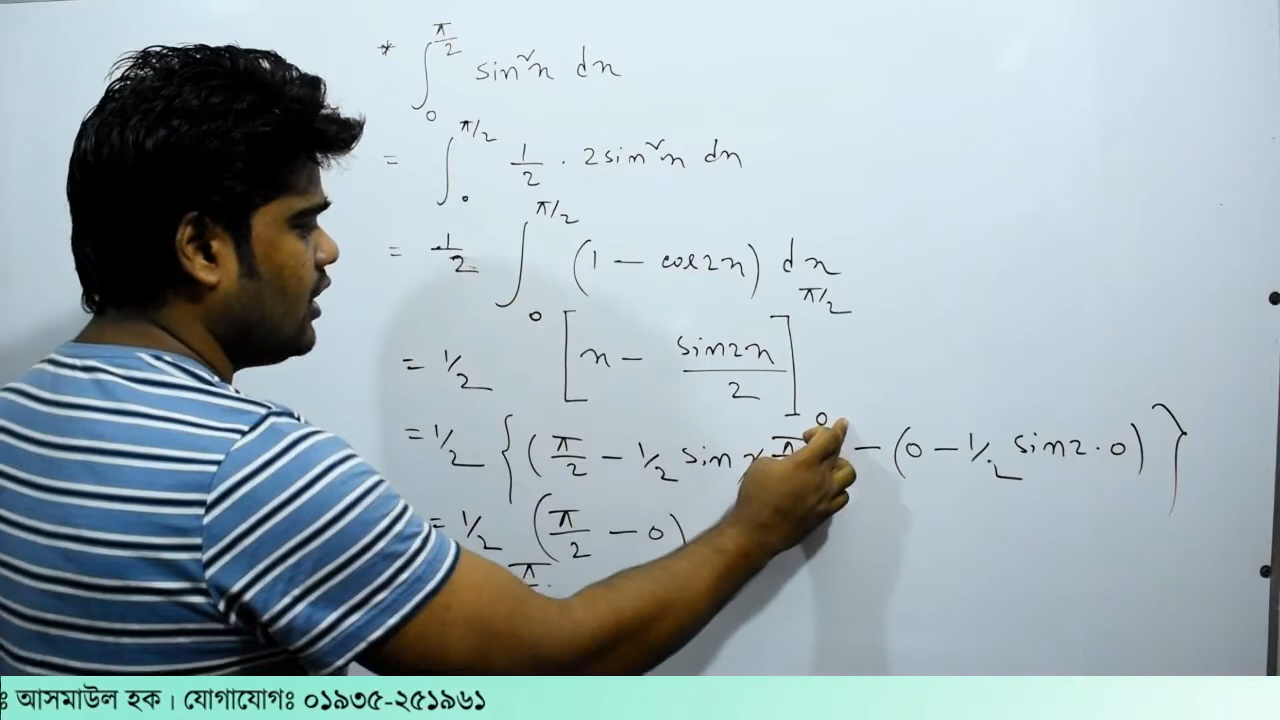 * ∫₀^(π/2) sin²x dx
= ∫₀^(π/2) 1/2 · 2sin²x dx
= 1/2 ∫₀^(π/2) (1 − cos2x) dx
= 1/2 [x − sin2x/2]₀^(π/2)
= 1/2 {(π/2 − 1/2 sin π − (0 − 1/2 sin2·0)}
= 1/2 (π/2 − 0)
π
আসমাউল হক। যোগাযোগঃ ০১৯৩৫-২৫১৯৬১